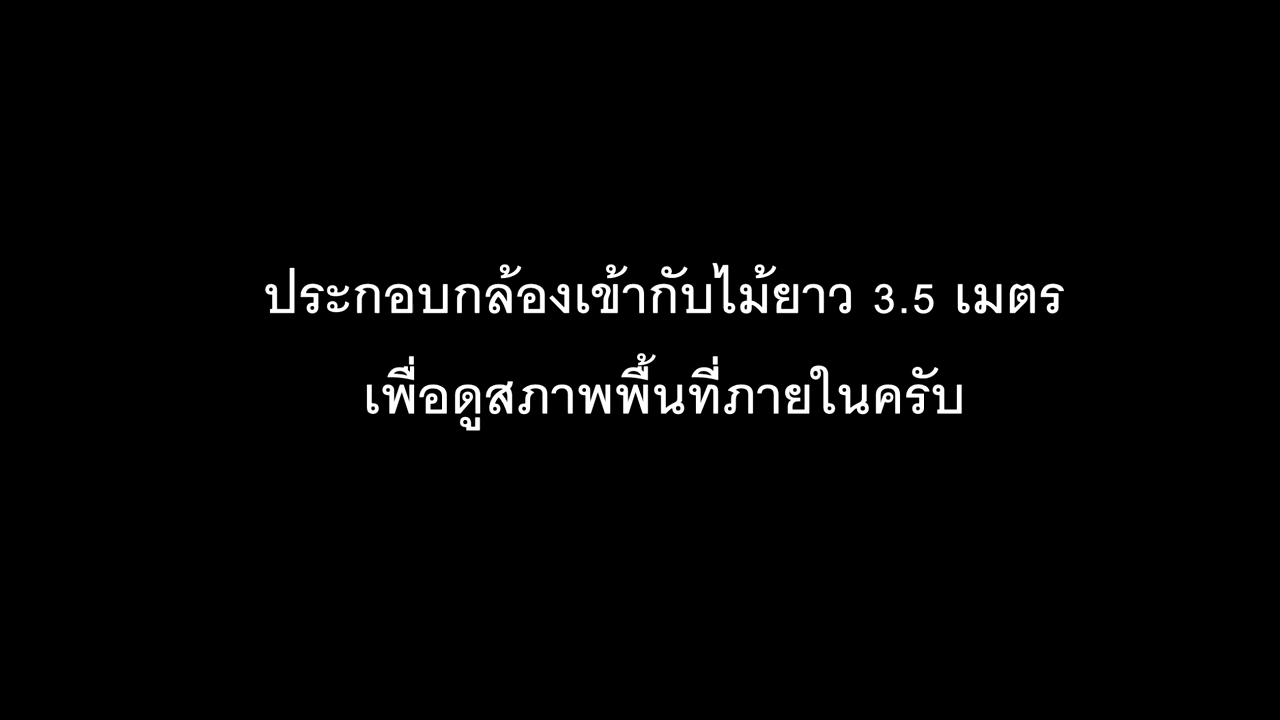 ประกอบกล้องเข้ากับไม้ยาว 3.5 เมตร
เพื่อดูสภาพพื้นที่ภายในครับ